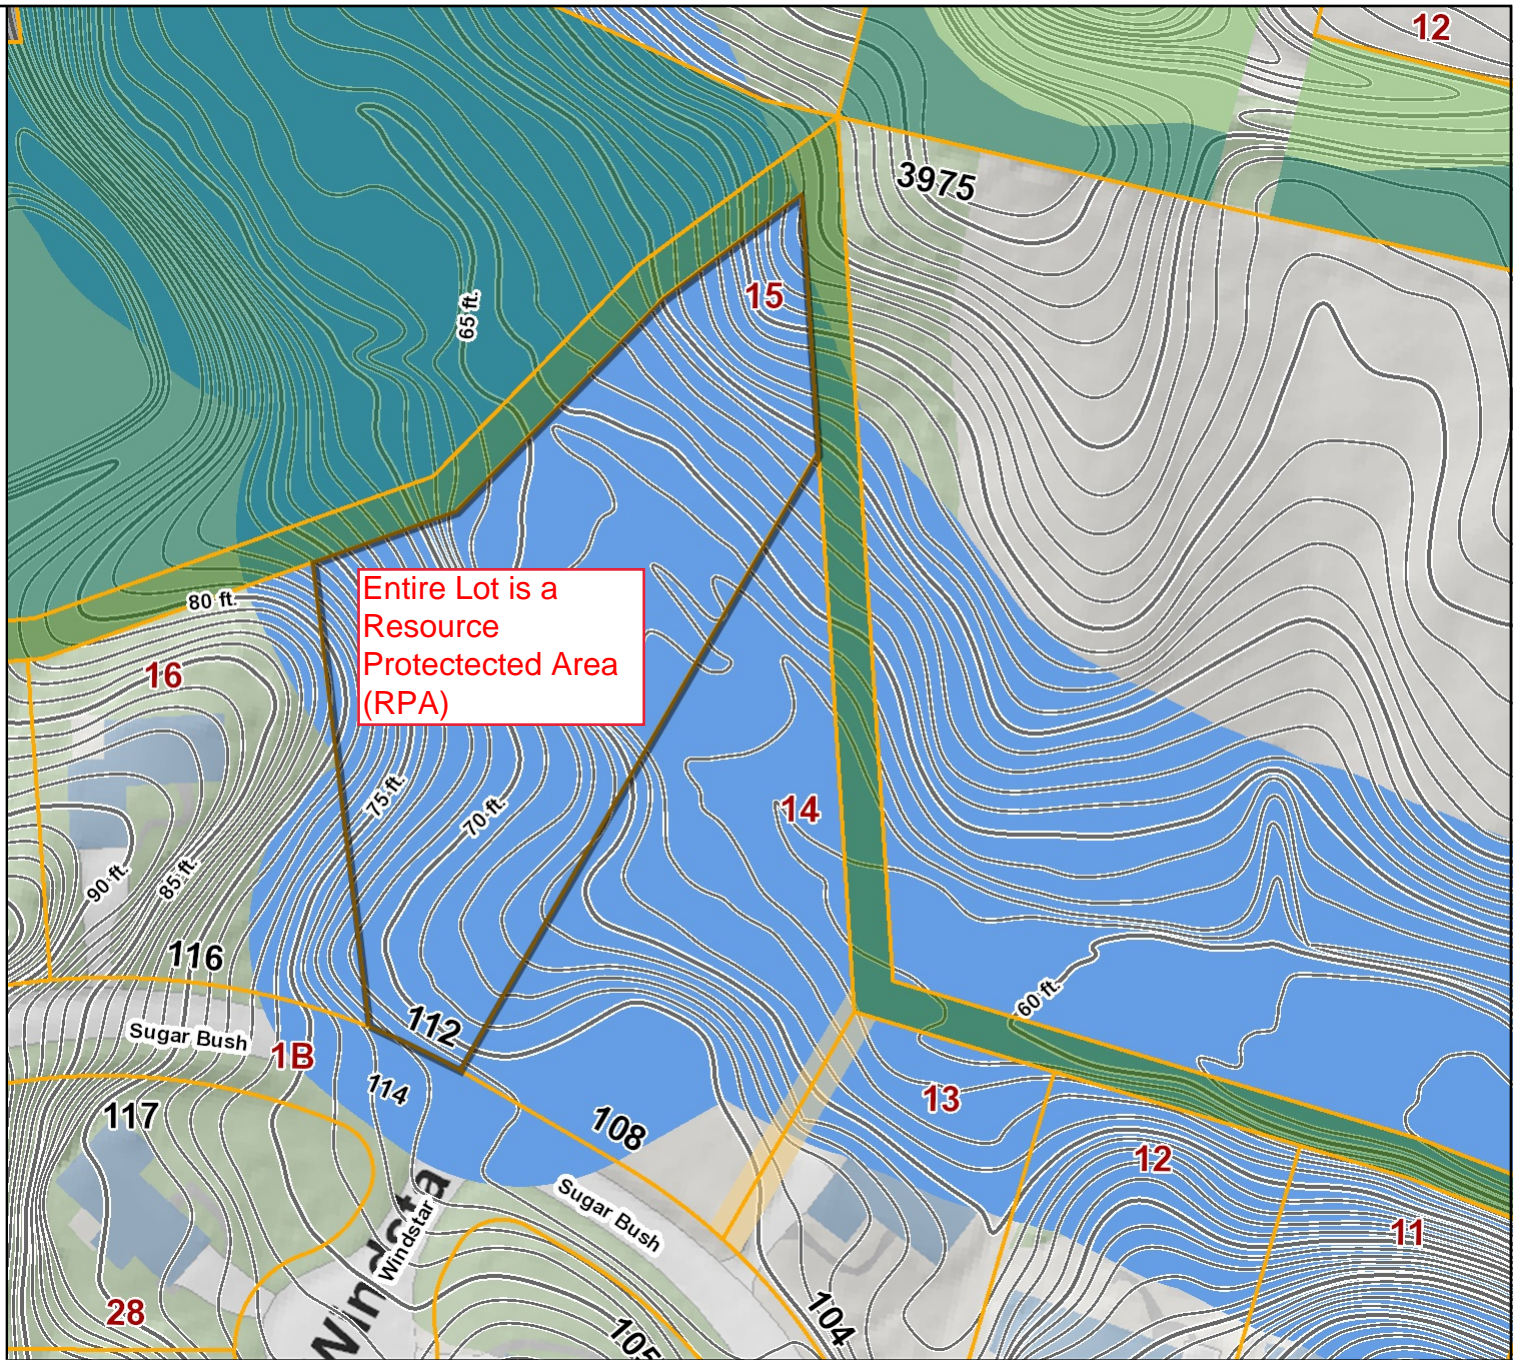 12
3975
15
65 ft.
Entire Lot is a
Resource
Protectected Area
(RPA)
80 ft.
16
75 ft.
70 ft.
14
90 ft.
85 ft.
116
60 ft.
112
Sugar Bush
1B
114
13
117
108
12
Windsta
Windstar
Sugar Bush
11
28
104
105